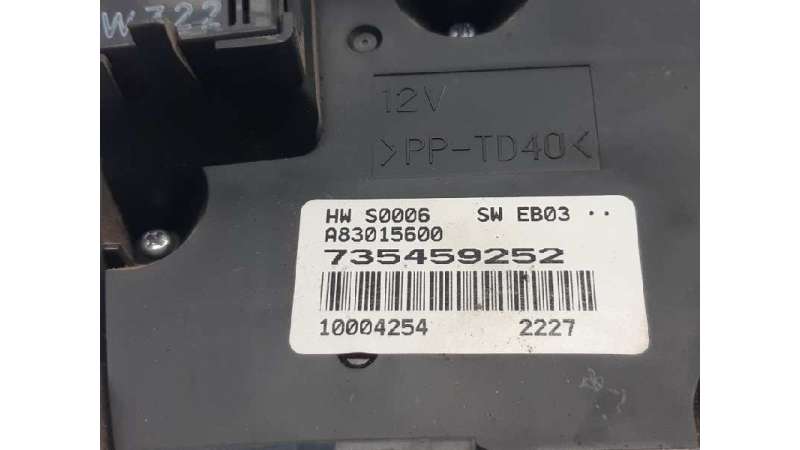 W322
12V
>PP-TD40<
HW S0006 SW EB03 ··
A83015600
735459252
10004254 2227